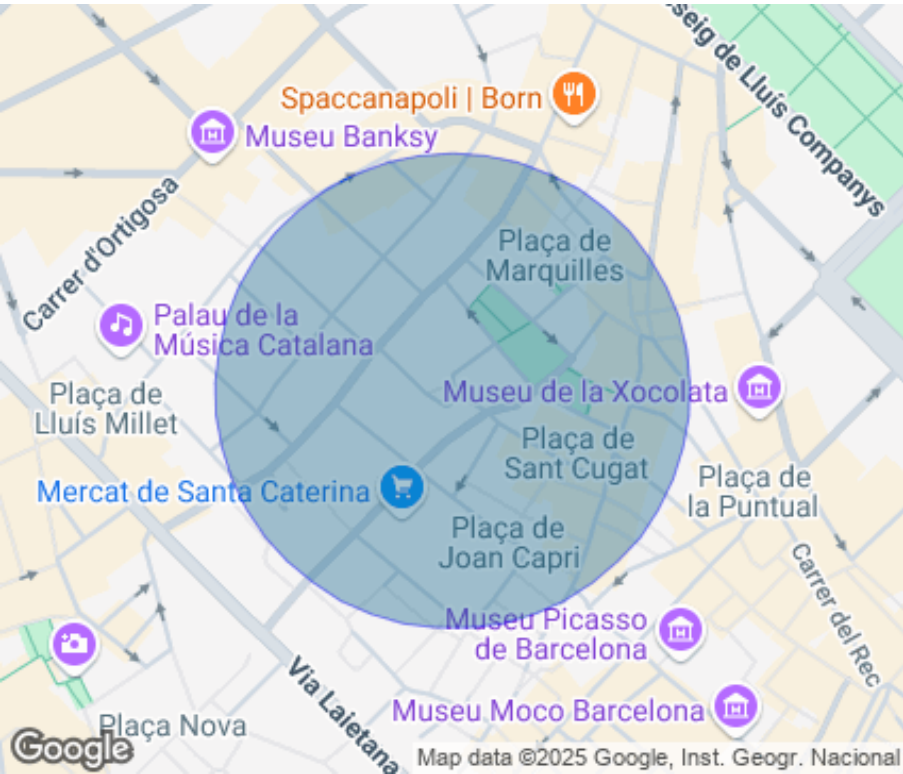 Passeig de Lluís Companys
Spaccanapoli | Born
Museu Banksy
Carrer d'Ortigosa
Plaça de
Marquilles
Palau de la
Música Catalana
Plaça de
Lluís Millet
Museu de la Xocolata
Plaça de
Sant Cugat
Mercat de Santa Caterina
Plaça de
la Puntual
Plaça de
Joan Capri
Carrer del Rec
Museu Picasso
de Barcelona
Via Laietana
Museu Moco Barcelona
Plaça Nova
Google
Map data ©2025 Google, Inst. Geogr. Nacional